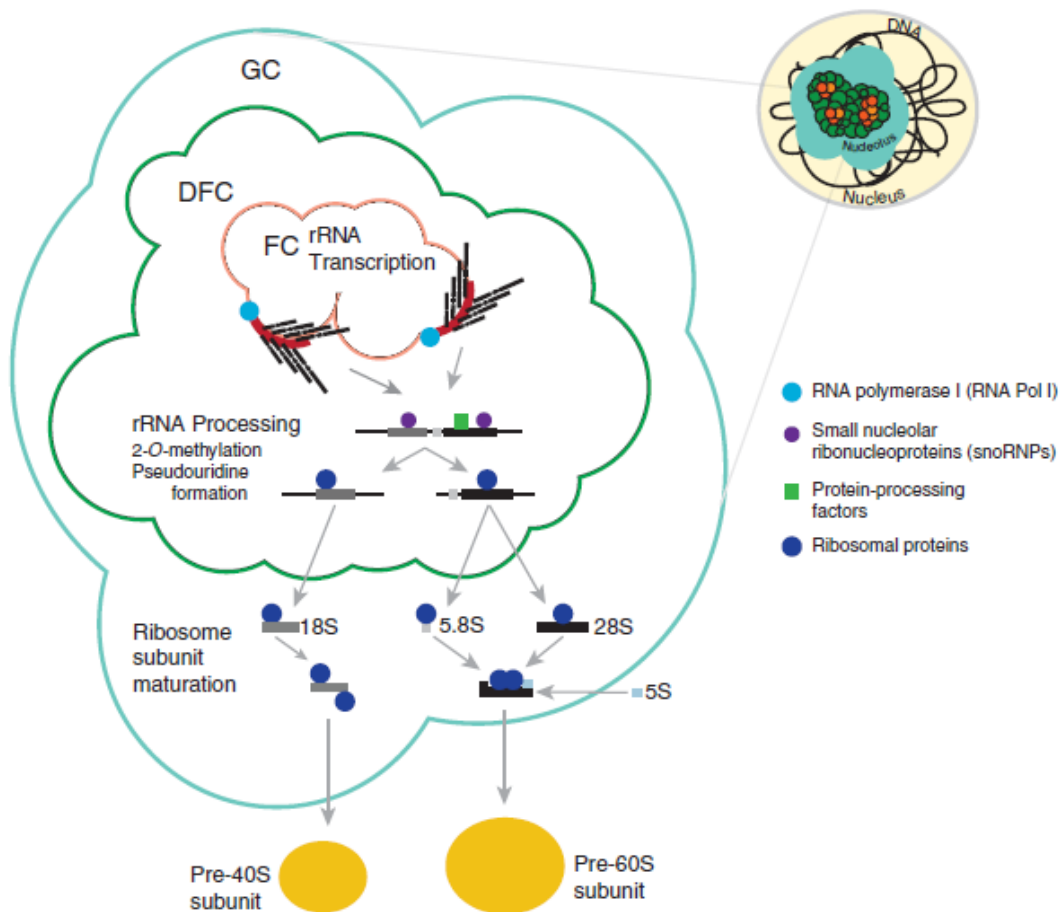 GC
DNA
Nucleolus
Nucleus
DFC
FC
rRNA
Transcription
rRNA Processing
2-O-methylation
Pseudouridine
formation
RNA polymerase I (RNA Pol I)
Small nucleolar
ribonucleoproteins (snoRNPs)
Protein-processing
factors
Ribosomal proteins
18S
5.8S
28S
Ribosome
subunit
maturation
5S
Pre-40S
subunit
Pre-60S
subunit